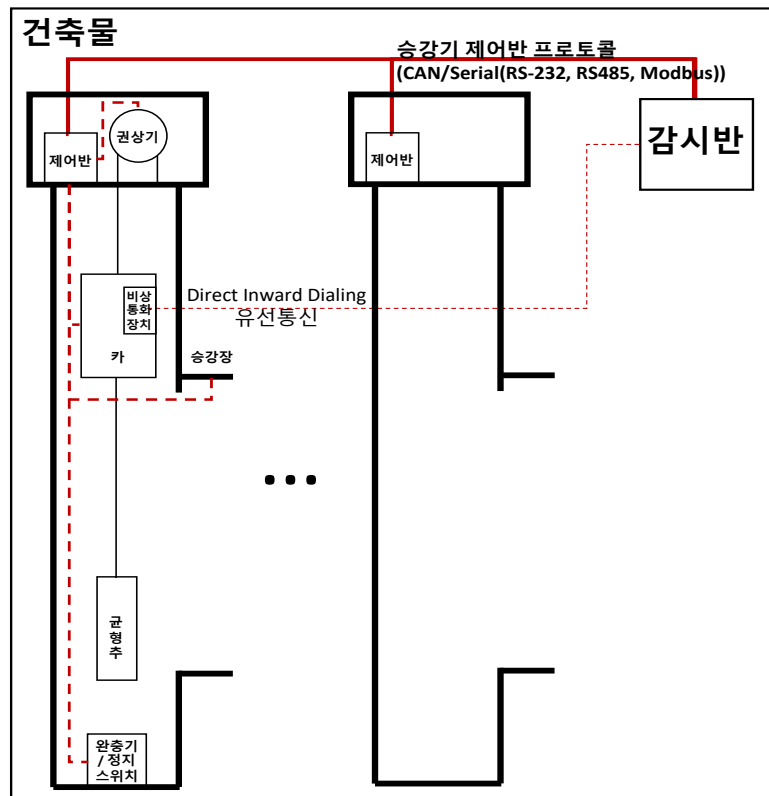 건축물
승강기 제어반 프로토콜
(CAN/Serial(RS-232, RS485, Modbus))
제어반
권상기
제어반
감시반
비상
통화
장치
카
Direct Inward Dialing
유선통신
승강장
...
균
형
추
완충기
/ 정지
스위치